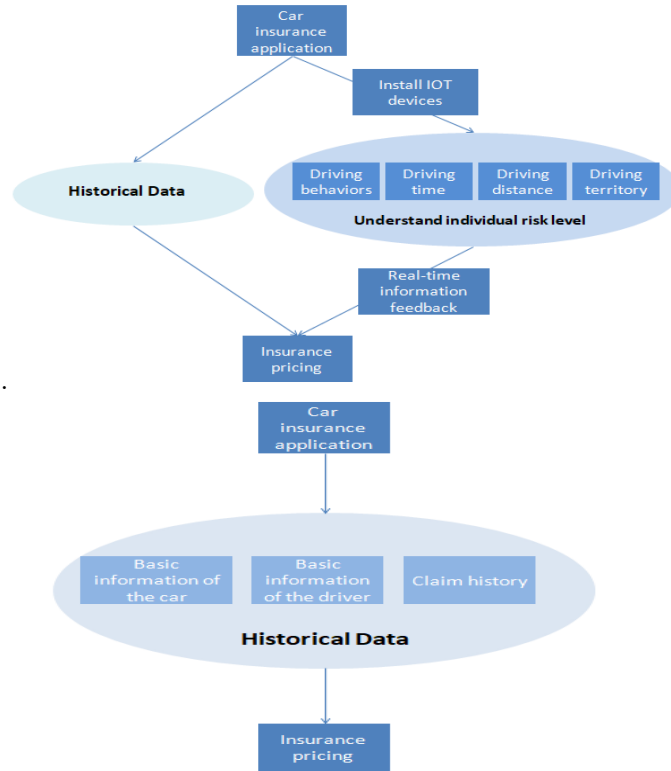 Car
insurance
application
Install IOT
devices
Historical Data
Driving
behaviors
Driving
time
Driving
distance
Driving
territory
Understand individual risk level
Real-time
information
feedback
Insurance
pricing
.
Car
insurance
application
Basic
information of
the car
Basic
information
of the driver
Claim history
Historical Data
Insurance
pricing